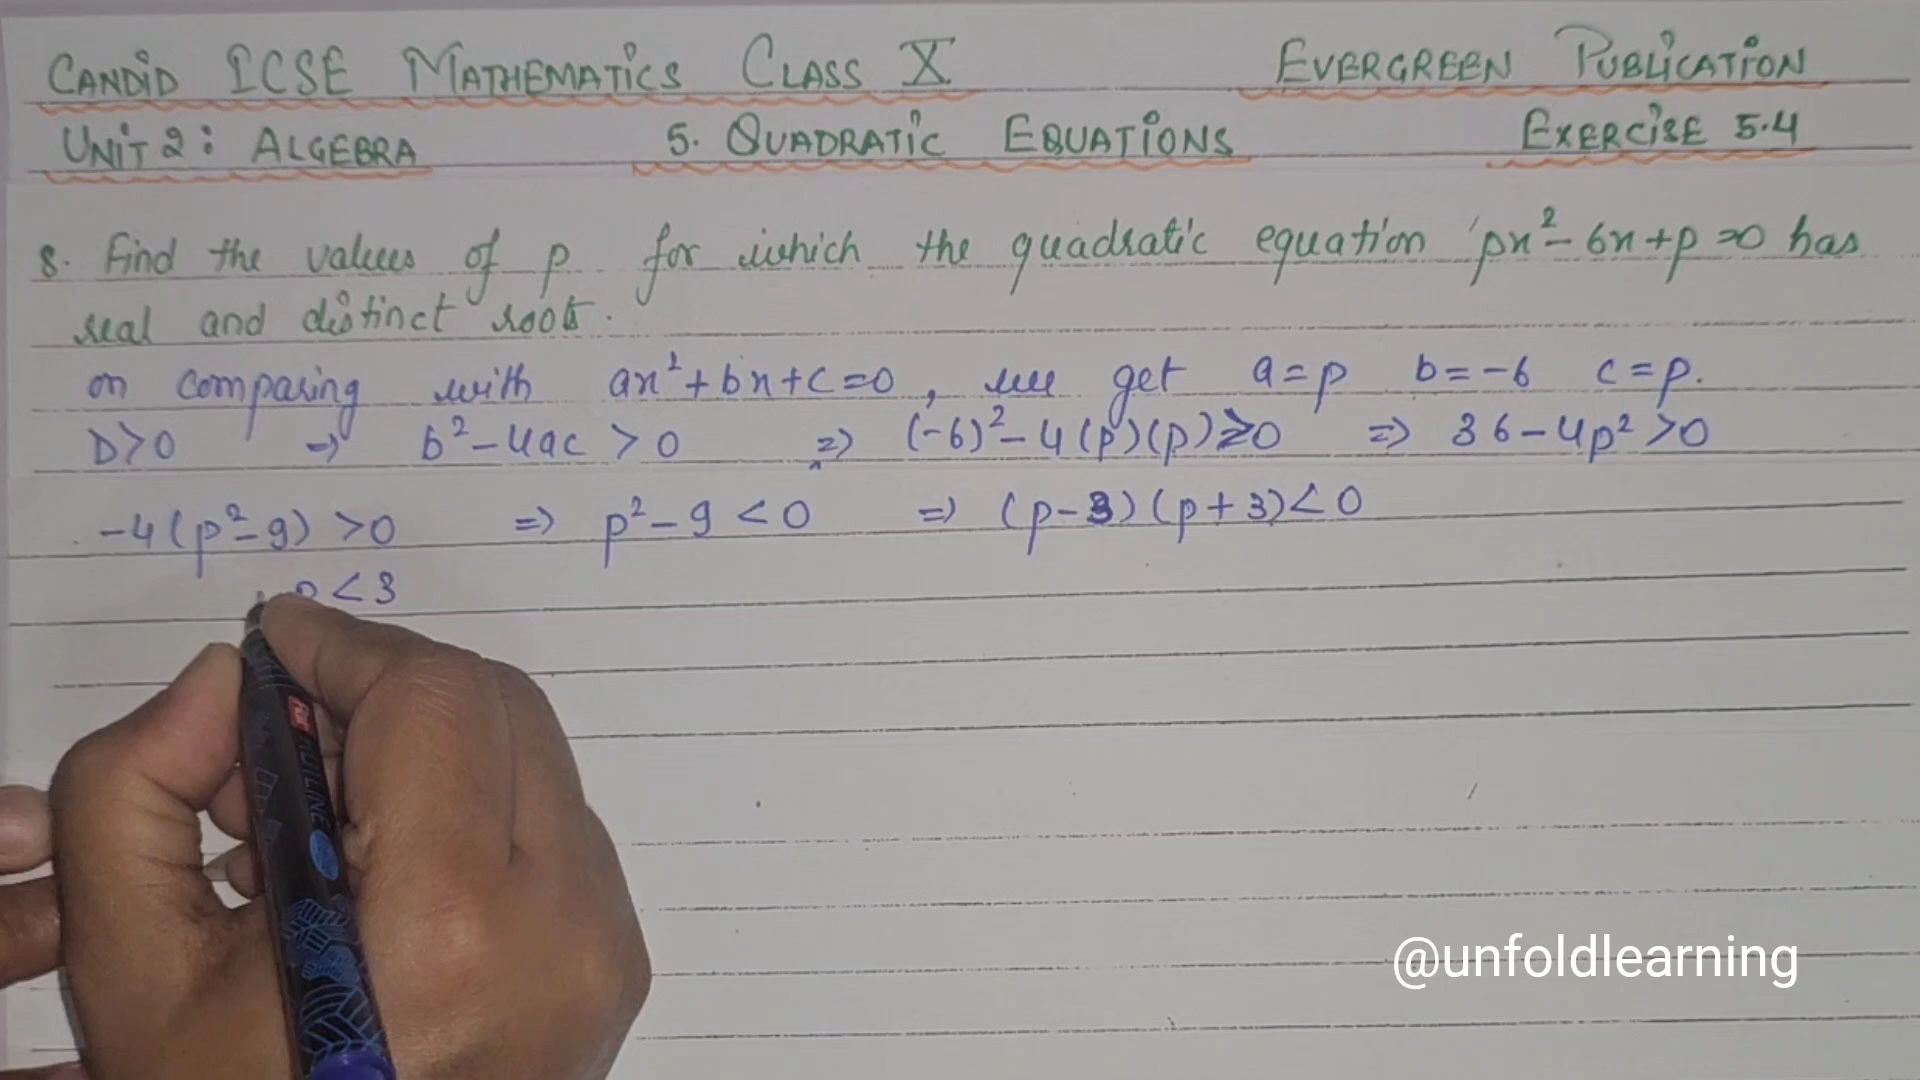 CANDID ICSE MATHEMATICS CLASS X EVERGREEN PUBLICATION
UNIT 2 : ALGEBRA 5. QUADRATIC EQUATIONS EXERCISE 5.4
8. Find the values of p for which the quadratic equation px²-6x+p=0 has
real and distinct roots.
on comparing with ax²+bx+c=0, we get a=p b=-6 c=p.
D>0 => b²-4ac > 0 => (-6)²-4(p)(p)>0 => 36-4p²>0
-4(p²-9) >0 => p²-9 <0 => (p-3)(p+3)<0
p<3
@unfoldlearning